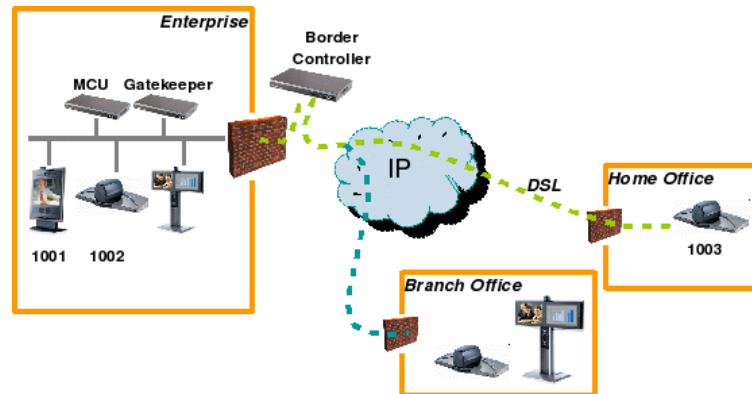 Enterprise
Border
Controller
MCU Gatekeeper
IP
DSL
Home Office
1001 1002
1003
Branch Office